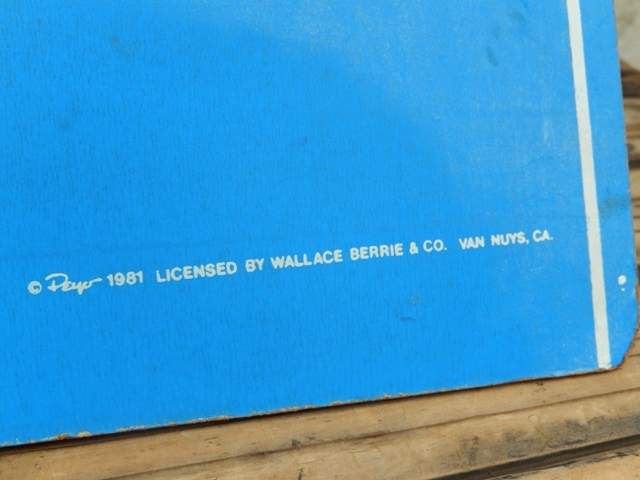 © Peyo 1981 LICENSED BY WALLACE BERRIE & CO. VAN NUYS, CA.